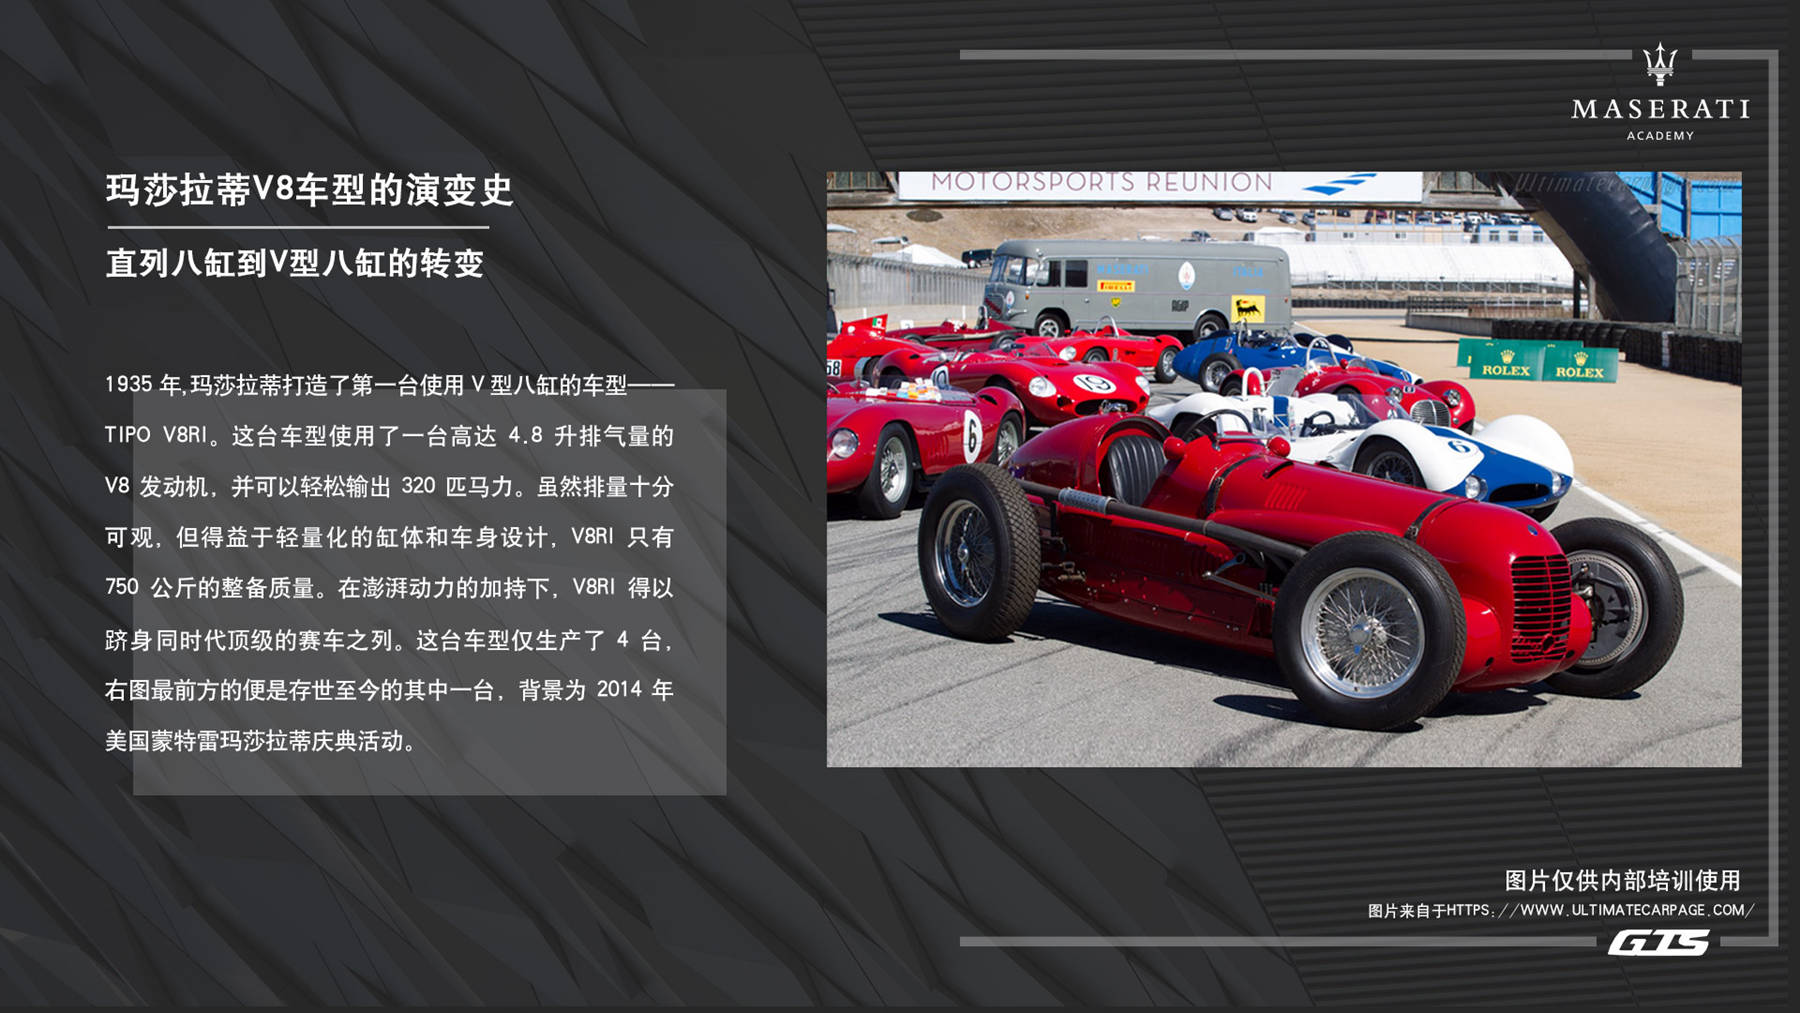 MASERATI
ACADEMY
玛莎拉蒂V8车型的演变史
直列八缸到V型八缸的转变
1935 年,玛莎拉蒂打造了第一台使用 V 型八缸的车型——
TIPO V8RI。这台车型使用了一台高达 4.8 升排气量的
V8 发动机，并可以轻松输出 320 匹马力。虽然排量十分
可观，但得益于轻量化的缸体和车身设计，V8RI 只有
750 公斤的整备质量。在澎湃动力的加持下，V8RI 得以
跻身同时代顶级的赛车之列。这台车型仅生产了 4 台，
右图最前方的便是存世至今的其中一台，背景为 2014 年
美国蒙特雷玛莎拉蒂庆典活动。
MOTORSPORTS REUNION
Ultimatecarpage.com
PIRELLI
ROLEX
ROLEX
68
19
6
6
图片仅供内部培训使用
图片来自于HTTPS://WWW.ULTIMATECARPAGE.COM/
GTS